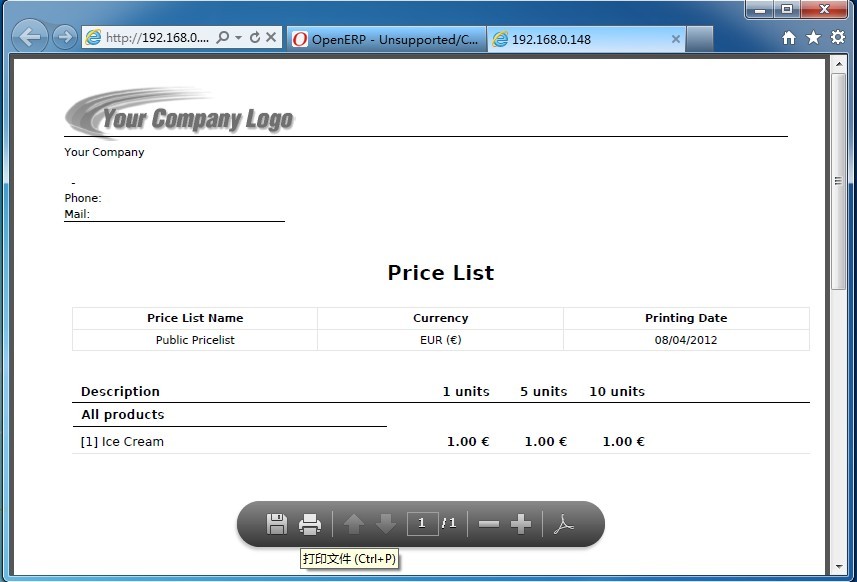 http://192.168.0....
OpenERP - Unsupported/C...
192.168.0.148
Your Company Logo
Your Company
-
Phone:
Mail:
Price List
Price List Name Currency Printing Date
Public Pricelist EUR (€) 08/04/2012
Description 1 units 5 units 10 units
All products
[1] Ice Cream 1.00 € 1.00 € 1.00 €
1 / 1
打印文件 (Ctrl+P)